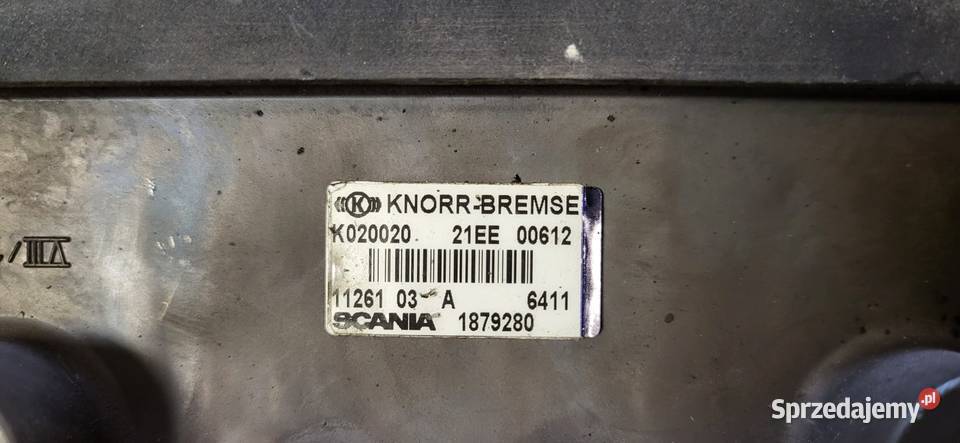 K KNORR-BREMSE
K020020 21EE 00612
11261 03 A 6411
SCANIA 1879280
Sprzedajemy.pl